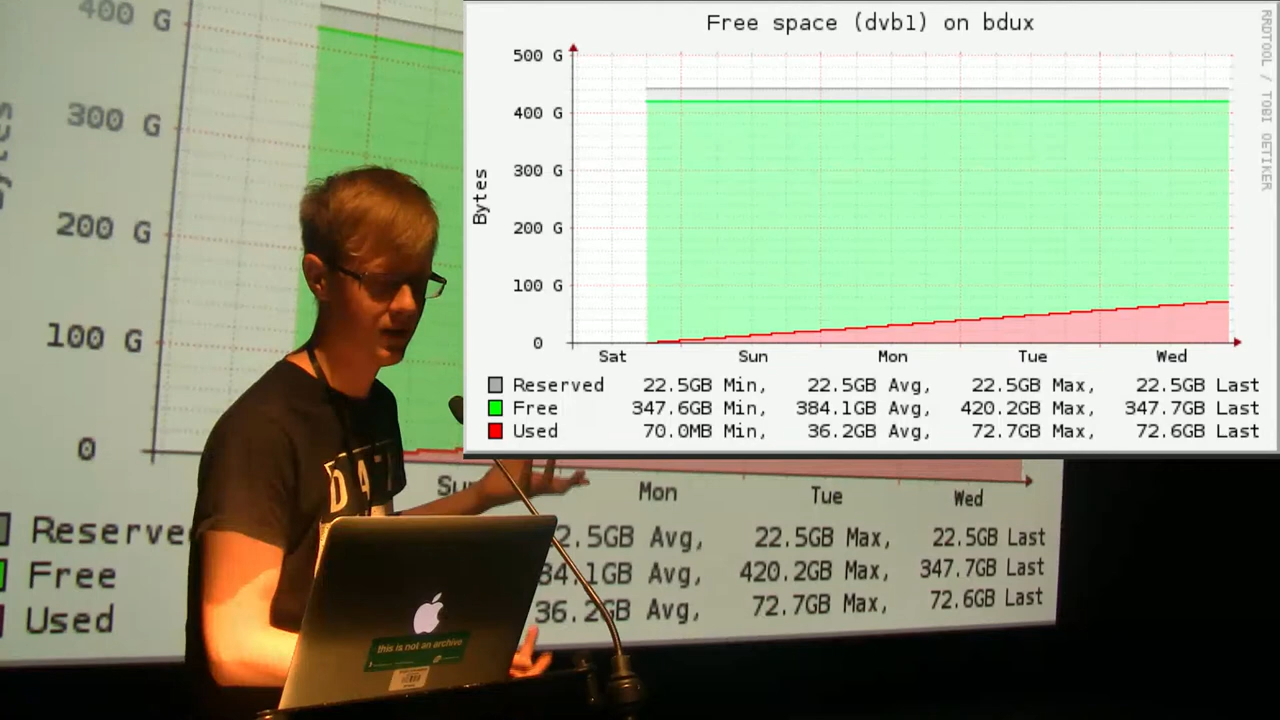 Free space (dvb1) on bdux
RRDTOOL / TOBI OETIKER
Bytes
500 G
400 G
300 G
200 G
100 G
0
Sat Sun Mon Tue Wed
Reserved 22.5GB Min, 22.5GB Avg, 22.5GB Max, 22.5GB Last
Free 347.6GB Min, 384.1GB Avg, 420.2GB Max, 347.7GB Last
Used 70.0MB Min, 36.2GB Avg, 72.7GB Max, 72.6GB Last
400 G
300 G
200 G
100 G
0
Mon Tue Wed
Reserved 2.5GB Avg, 22.5GB Max, 22.5GB Last
Free 84.1GB Avg, 420.2GB Max, 347.7GB Last
Used 36.2GB Avg, 72.7GB Max, 72.6GB Last
this is not an archive